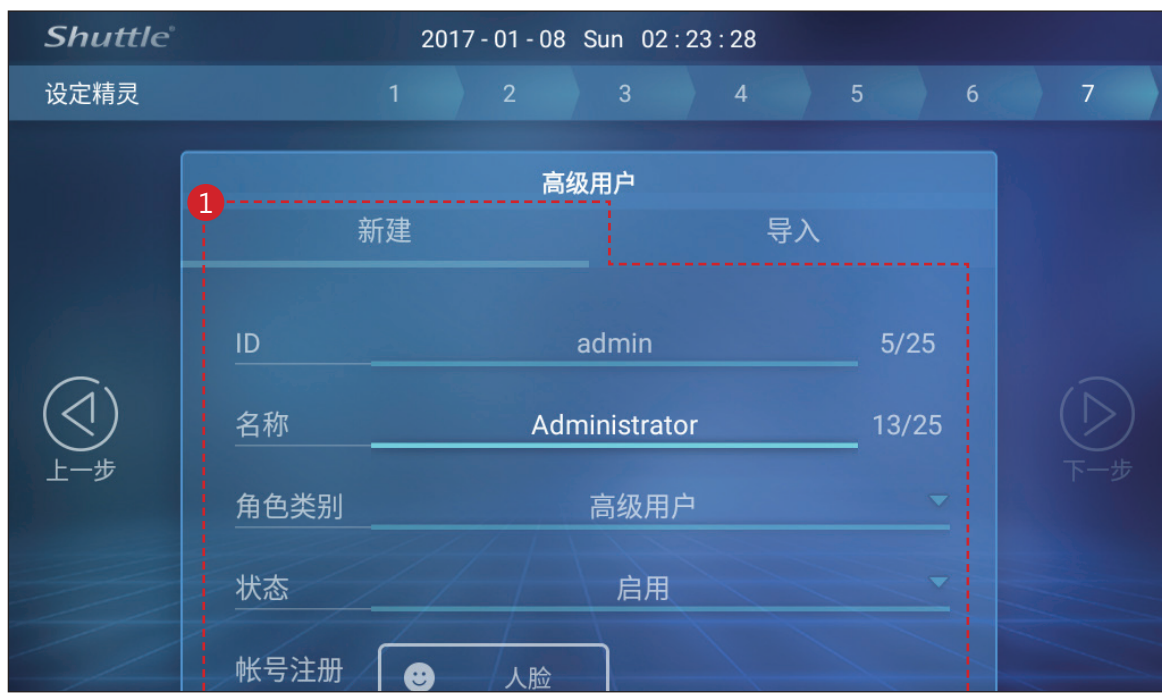 Shuttle 2017-01-08 Sun 02:23:28
设定精灵 1 2 3 4 5 6 7
高级用户
1
新建 导入
ID admin 5/25
名称 Administrator 13/25
上一步 下一步
角色类别 高级用户
状态 启用
帐号注册 人脸